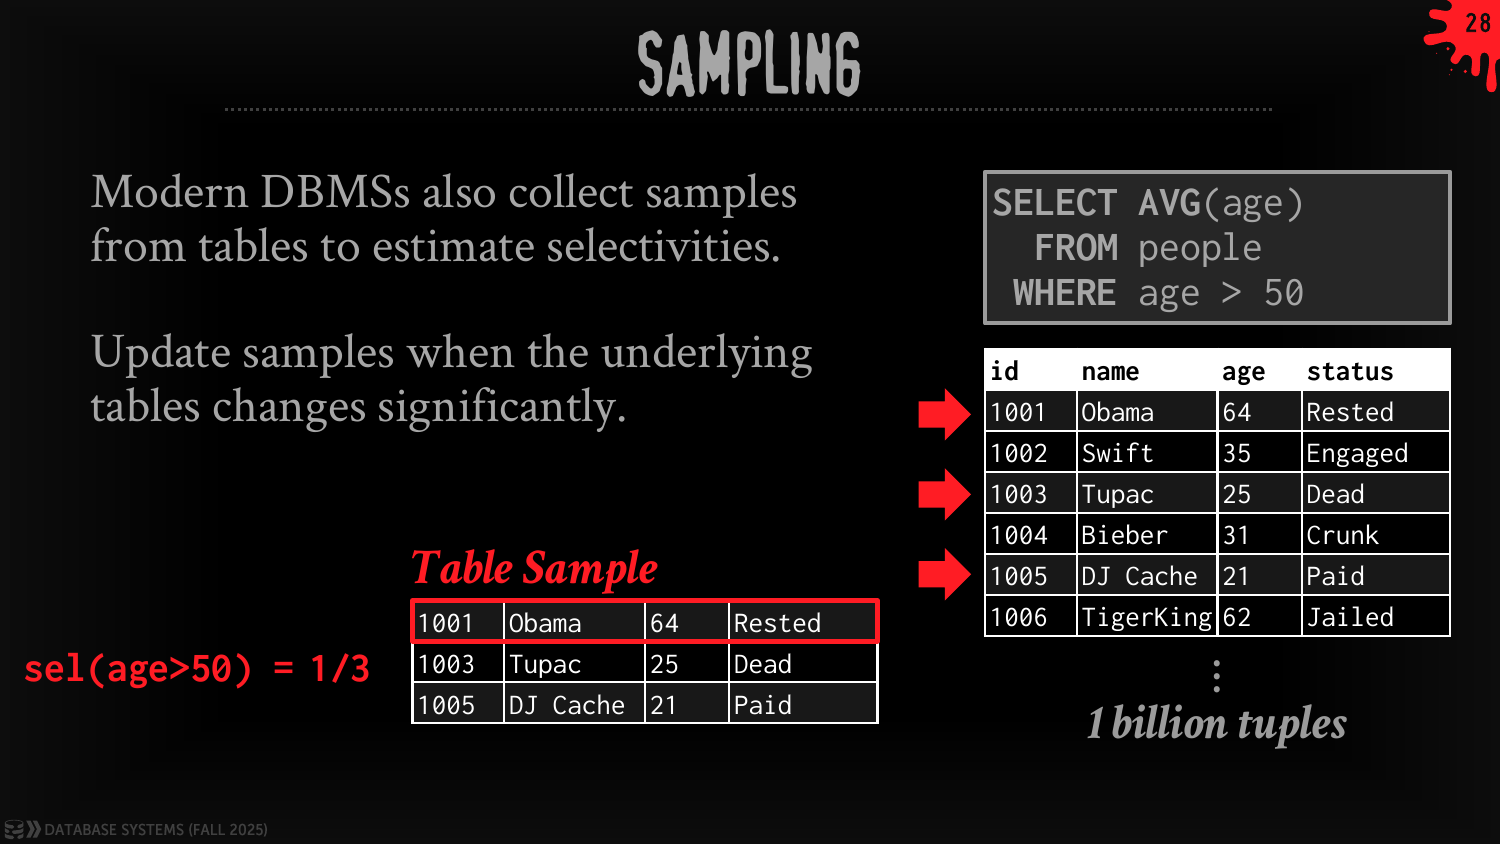 28
SAMPLING
Modern DBMSs also collect samples
from tables to estimate selectivities.
Update samples when the underlying
tables changes significantly.
SELECT AVG(age)
FROM people
WHERE age > 50
id name age status
1001 Obama 64 Rested
1002 Swift 35 Engaged
1003 Tupac 25 Dead
1004 Bieber 31 Crunk
1005 DJ Cache 21 Paid
1006 TigerKing 62 Jailed
⋮
1 billion tuples
Table Sample
1001 Obama 64 Rested
1003 Tupac 25 Dead
1005 DJ Cache 21 Paid
sel(age>50) = 1/3
DATABASE SYSTEMS (FALL 2025)